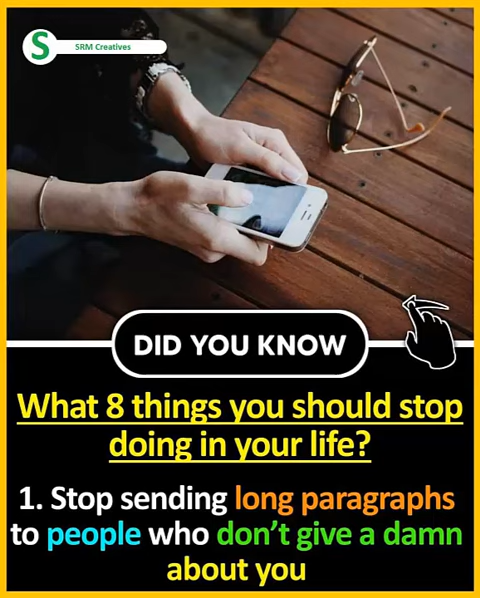 S
SRM Creatives
DID YOU KNOW
What 8 things you should stop
doing in your life?
1. Stop sending long paragraphs
to people who don't give a damn
about you